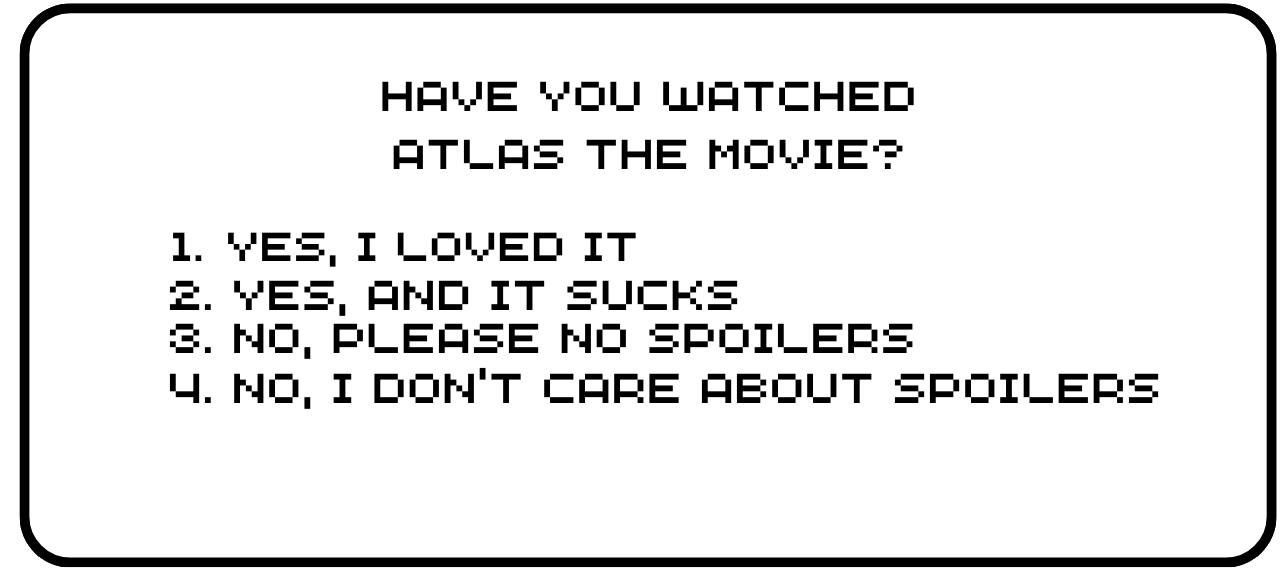 HAVE YOU WATCHED
ATLAS THE MOVIE?
1. YES, I LOVED IT
2. YES, AND IT SUCKS
3. NO, PLEASE NO SPOILERS
4. NO, I DON'T CARE ABOUT SPOILERS